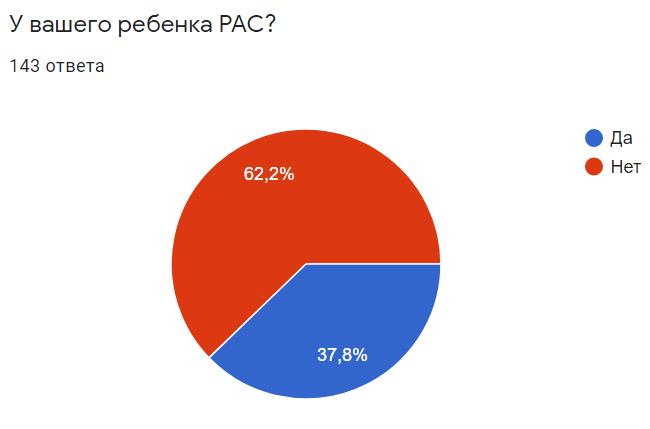 У вашего ребенка РАС?
143 ответа
Да
Нет
62,2%
37,8%